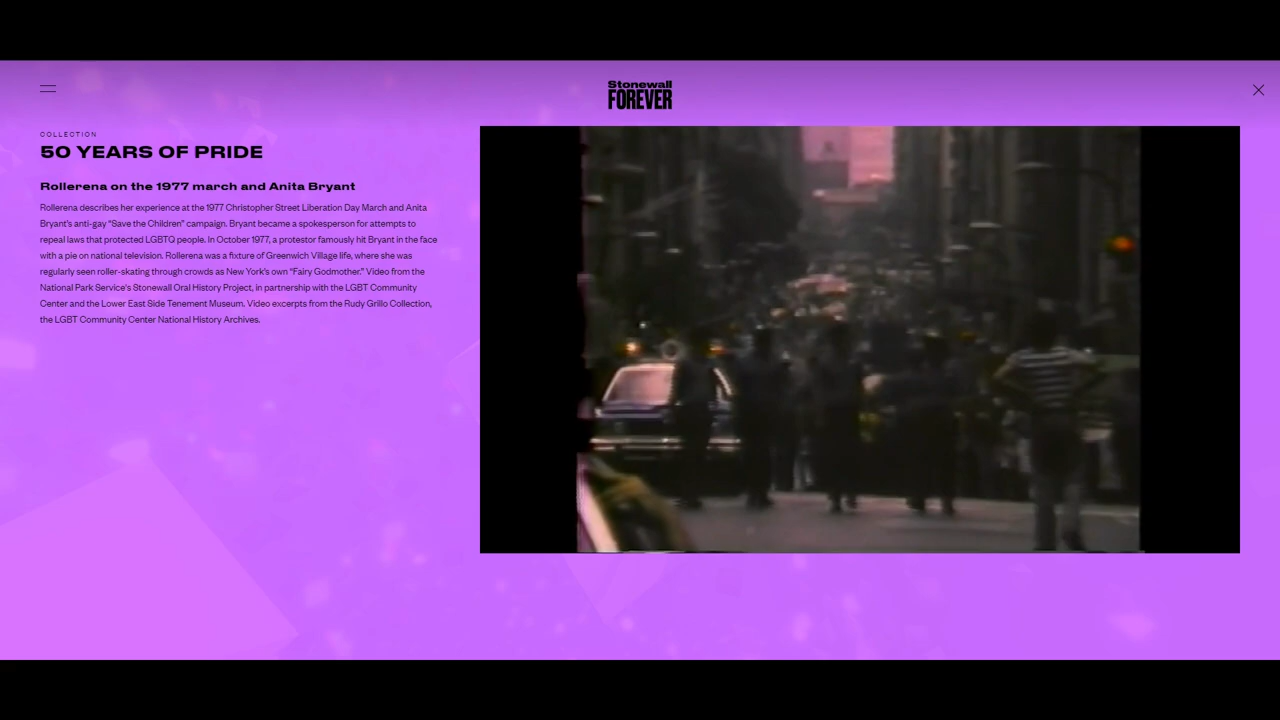 Stonewall
FOREVER
COLLECTION
50 YEARS OF PRIDE
Rollerena on the 1977 march and Anita Bryant
Rollerena describes her experience at the 1977 Christopher Street Liberation Day March and Anita
Bryant's anti-gay “Save the Children” campaign. Bryant became a spokesperson for attempts to
repeal laws that protected LGBTQ people. In October 1977, a protestor famously hit Bryant in the face
with a pie on national television. Rollerena was a fixture of Greenwich Village life, where she was
regularly seen roller-skating through crowds as New York's own “Fairy Godmother.” Video from the
National Park Service's Stonewall Oral History Project, in partnership with the LGBT Community
Center and the Lower East Side Tenement Museum. Video excerpts from the Rudy Grillo Collection,
the LGBT Community Center National History Archives.